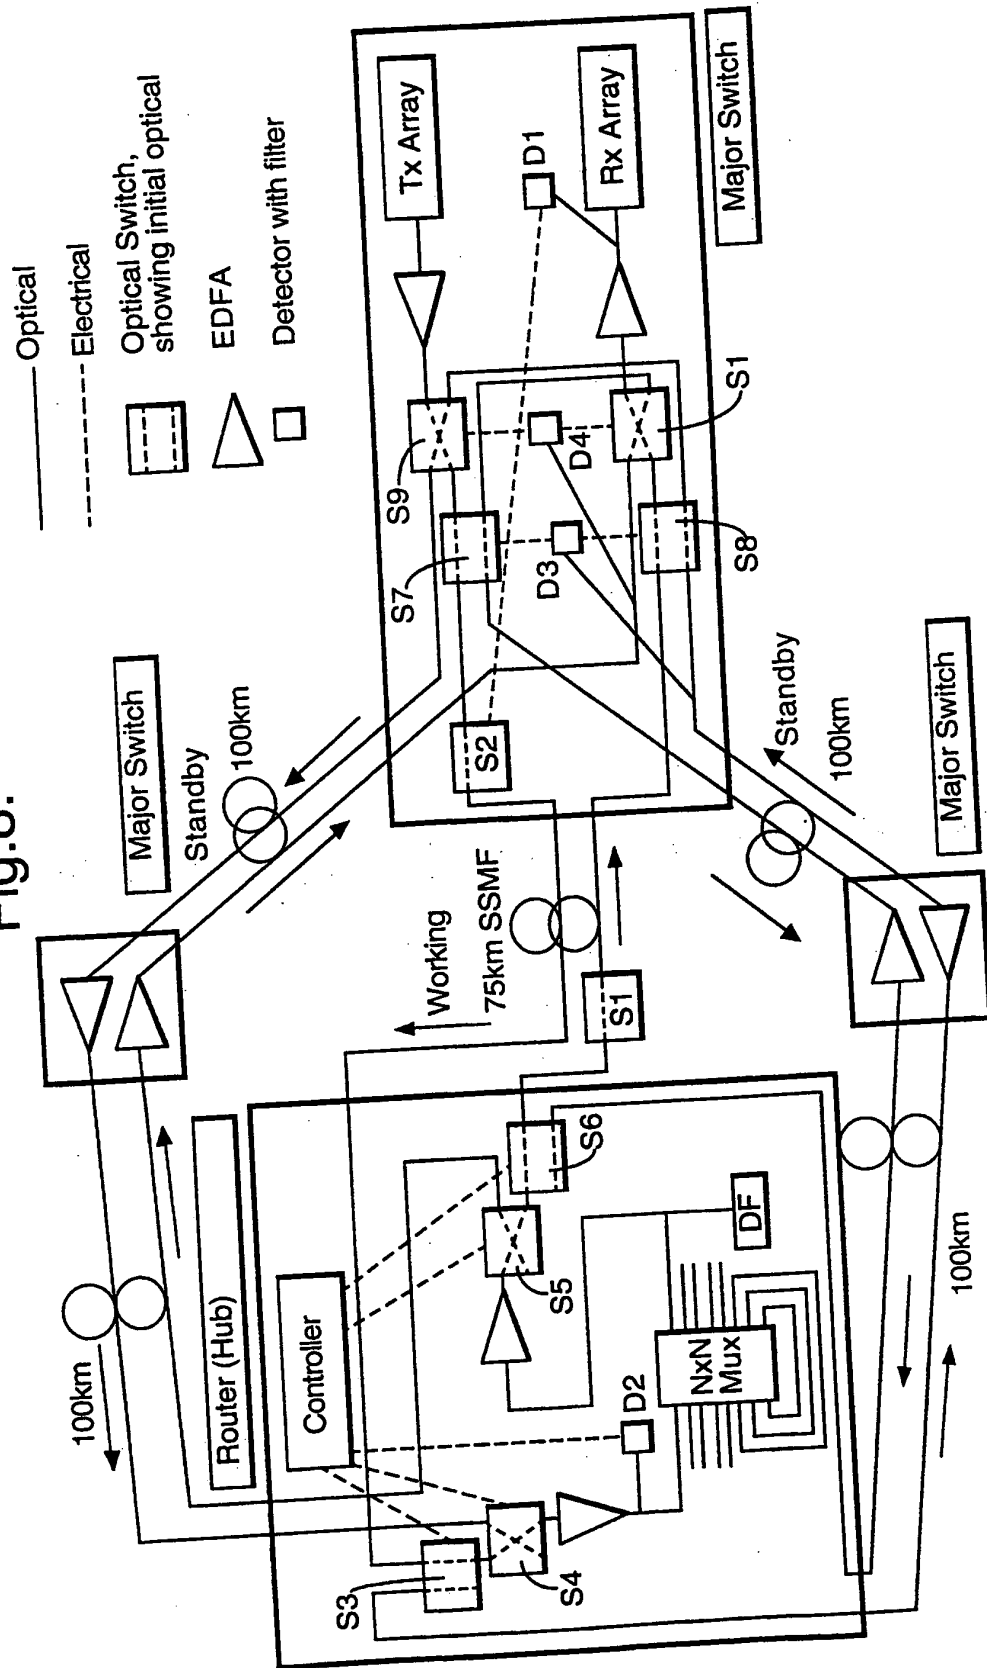 Fig.
Optical
Electrical
Optical Switch,
showing initial optical
EDFA
Detector with filter
Major Switch
Standby
100km
100km
Router (Hub)
Controller
S3
S4
S5
S6
D2
NxN
Mux
DF
Working
75km SSMF
S1
S2
S7
S9
D3
D4
S8
S1
D1
Tx Array
Rx Array
Major Switch
Standby
100km
Major Switch
100km